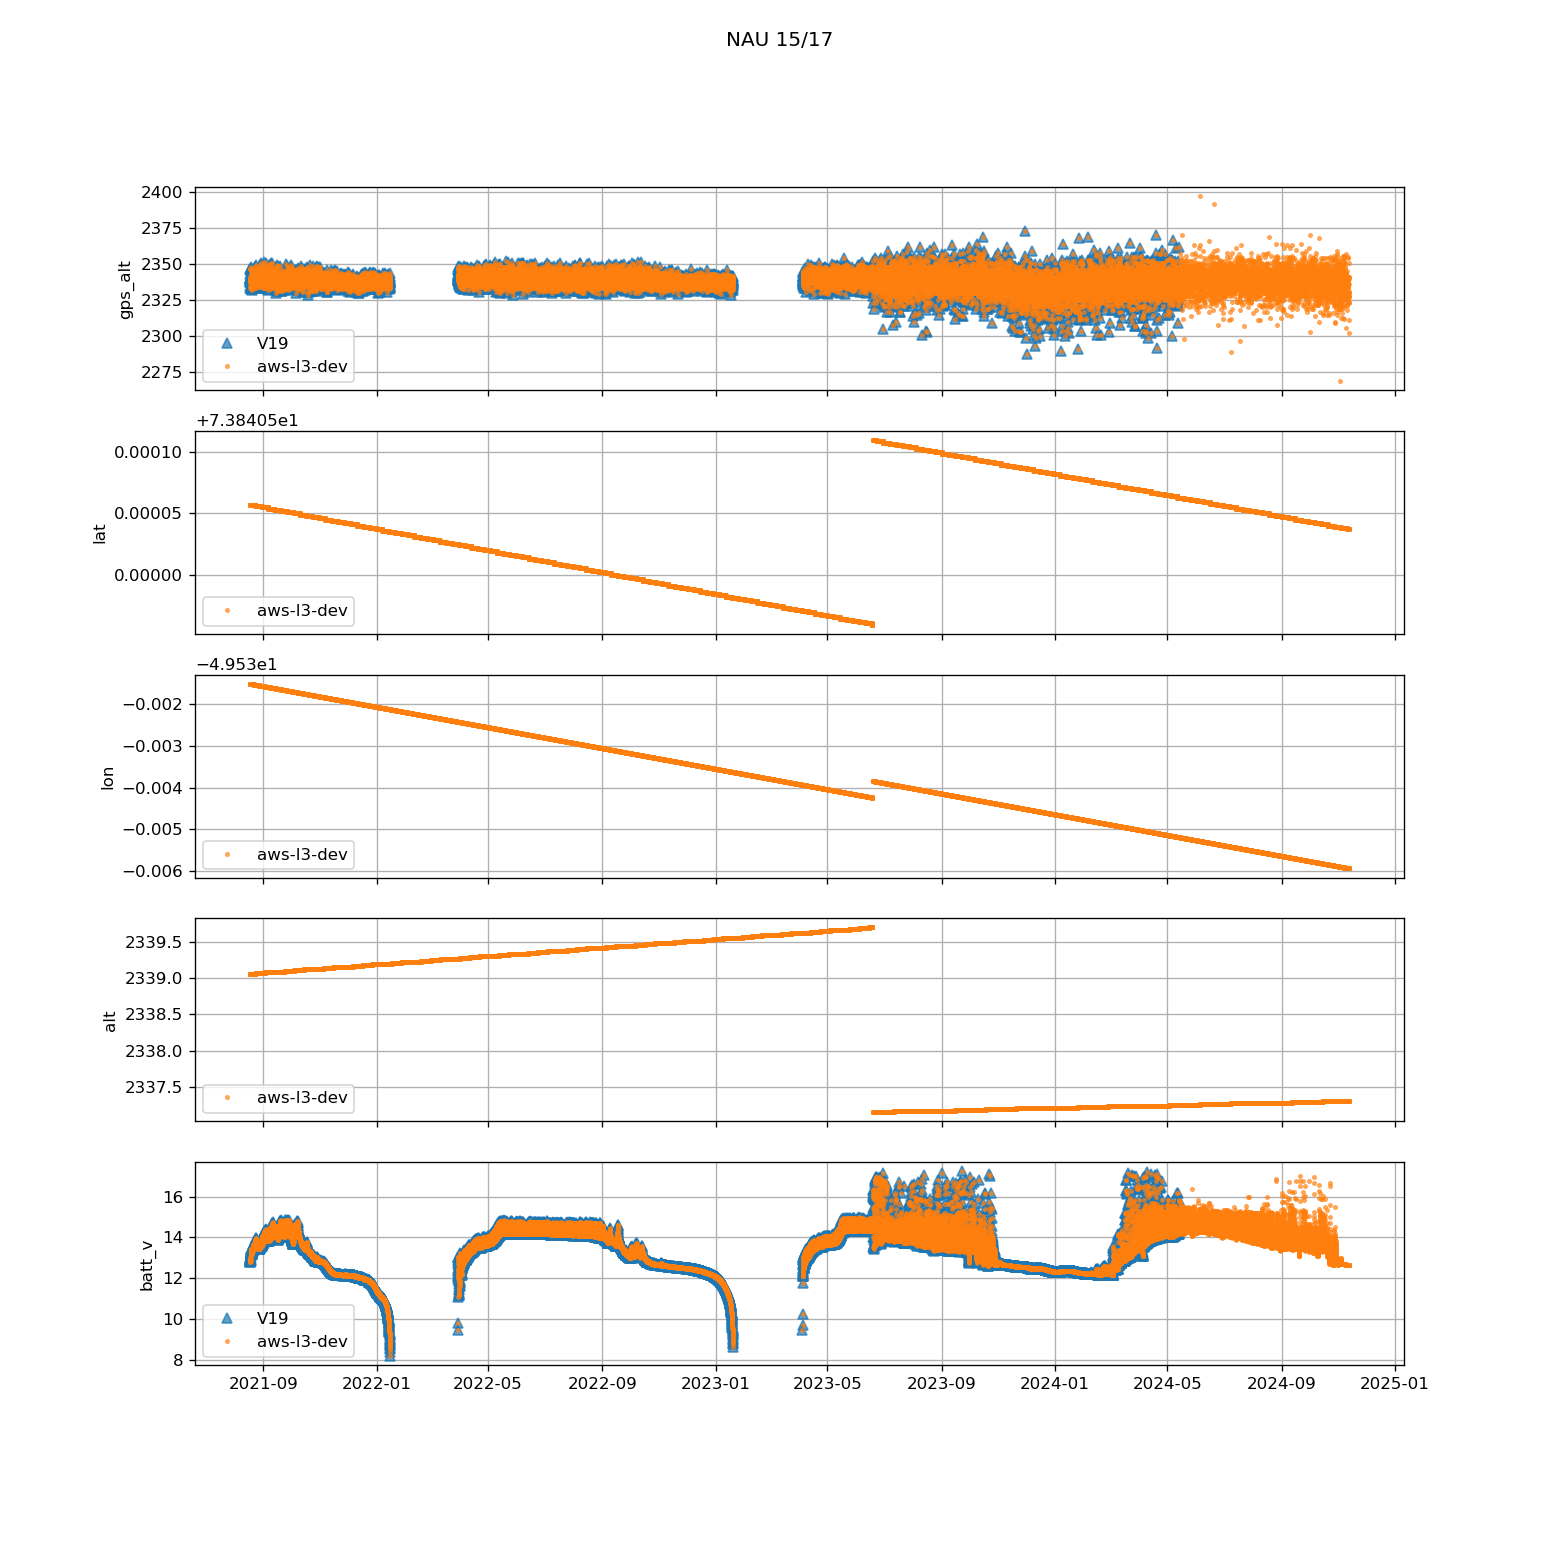 NAU 15/17
2400
2375
2350
2325
2300
2275
gps_alt
V19
aws-l3-dev
+7.38405e1
0.00010
0.00005
0.00000
lat
aws-l3-dev
−4.953e1
−0.002
−0.003
−0.004
−0.005
−0.006
lon
aws-l3-dev
2339.5
2339.0
2338.5
2338.0
2337.5
alt
aws-l3-dev
16
14
12
10
8
batt_v
V19
aws-l3-dev
2021-09 2022-01 2022-05 2022-09 2023-01 2023-05 2023-09 2024-01 2024-05 2024-09 2025-01